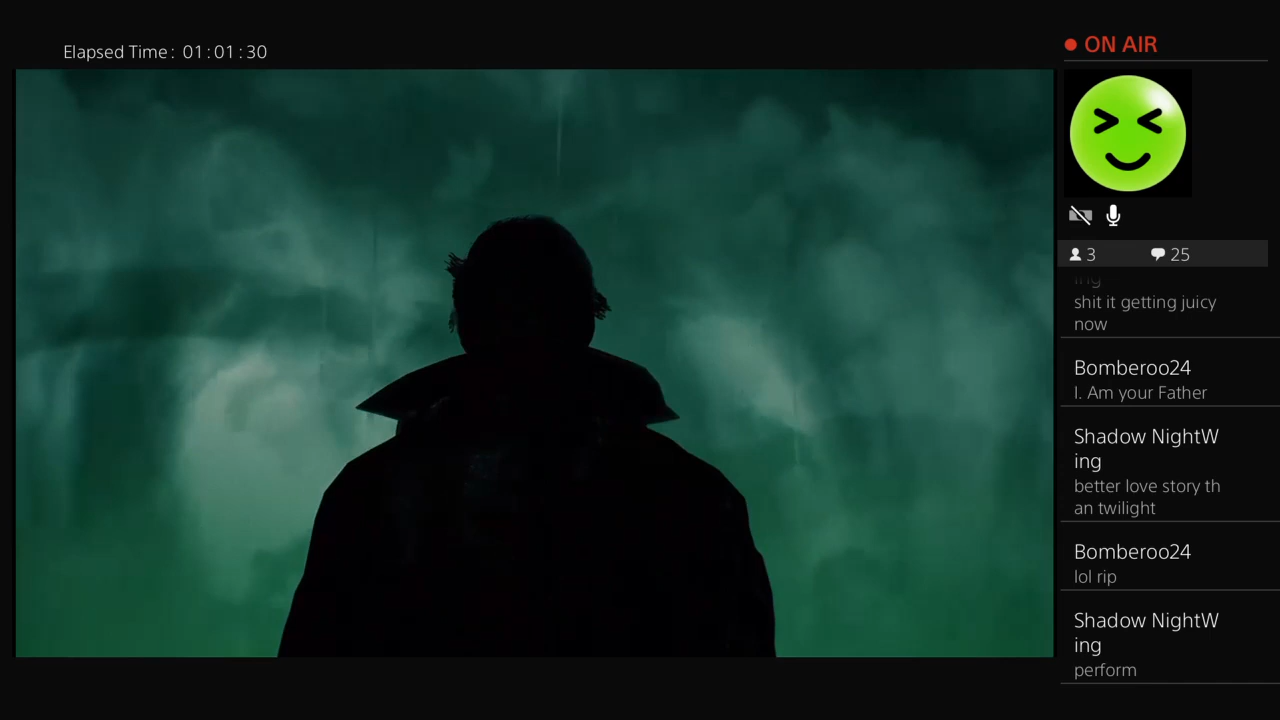 Elapsed Time: 01:01:30
ON AIR
3 25
ing
shit it getting juicy
now
Bomberoo24
I. Am your Father
Shadow NightW
ing
better love story th
an twilight
Bomberoo24
lol rip
Shadow NightW
ing
perform